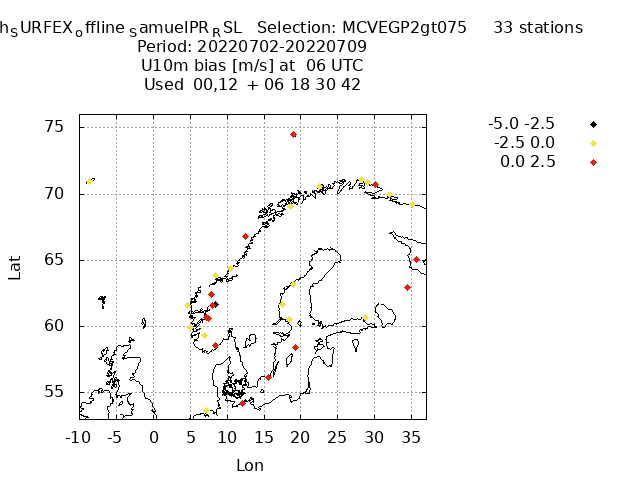 hSURFEXoffline SamuelPRRSL Selection: MCVEGP2gt075 33 stations
Period: 20220702-20220709
U10m bias [m/s] at 06 UTC
Used 00,12 + 06 18 30 42
-5.0 -2.5
-2.5 0.0
0.0 2.5
Lat
75
70
65
60
55
-10 -5 0 5 10 15 20 25 30 35
Lon